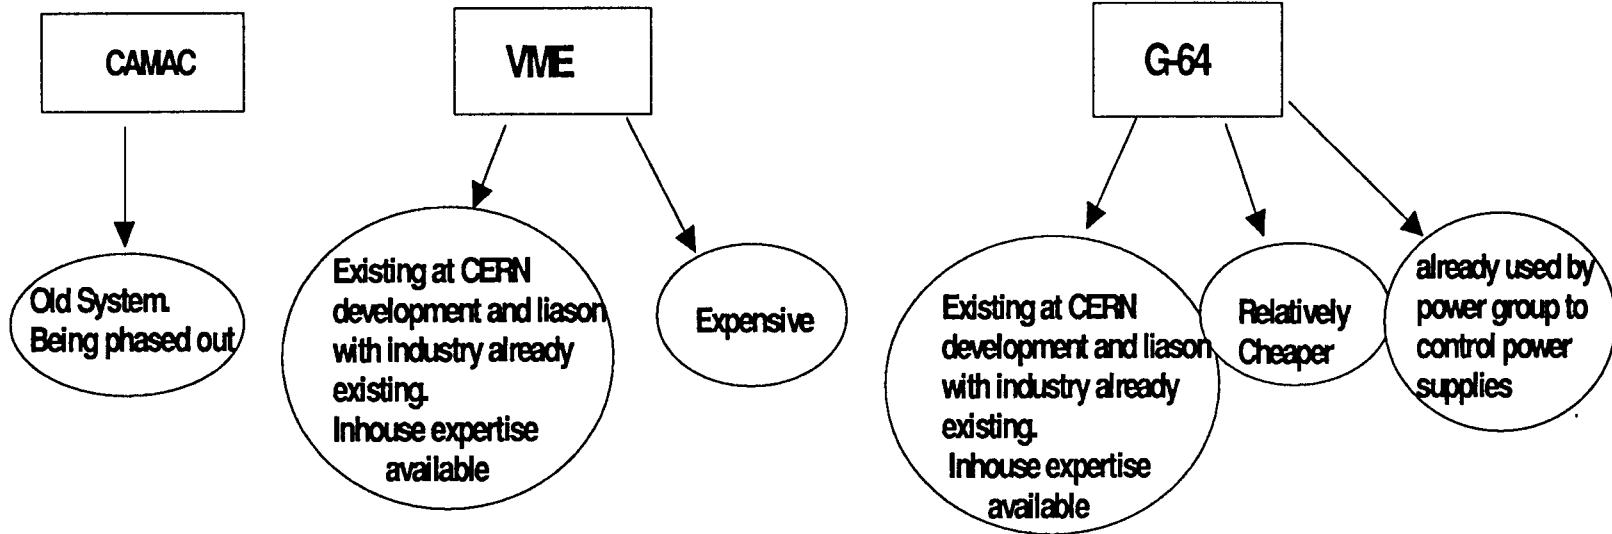 CAMAC
VME
G-64
Old System.
Being phased out
Existing at CERN
development and liason
with industry already
existing.
Inhouse expertise
available
Expensive
Existing at CERN
development and liason
with industry already
existing.
Inhouse expertise
available
Relatively
Cheaper
already used by
power group to
control power
supplies